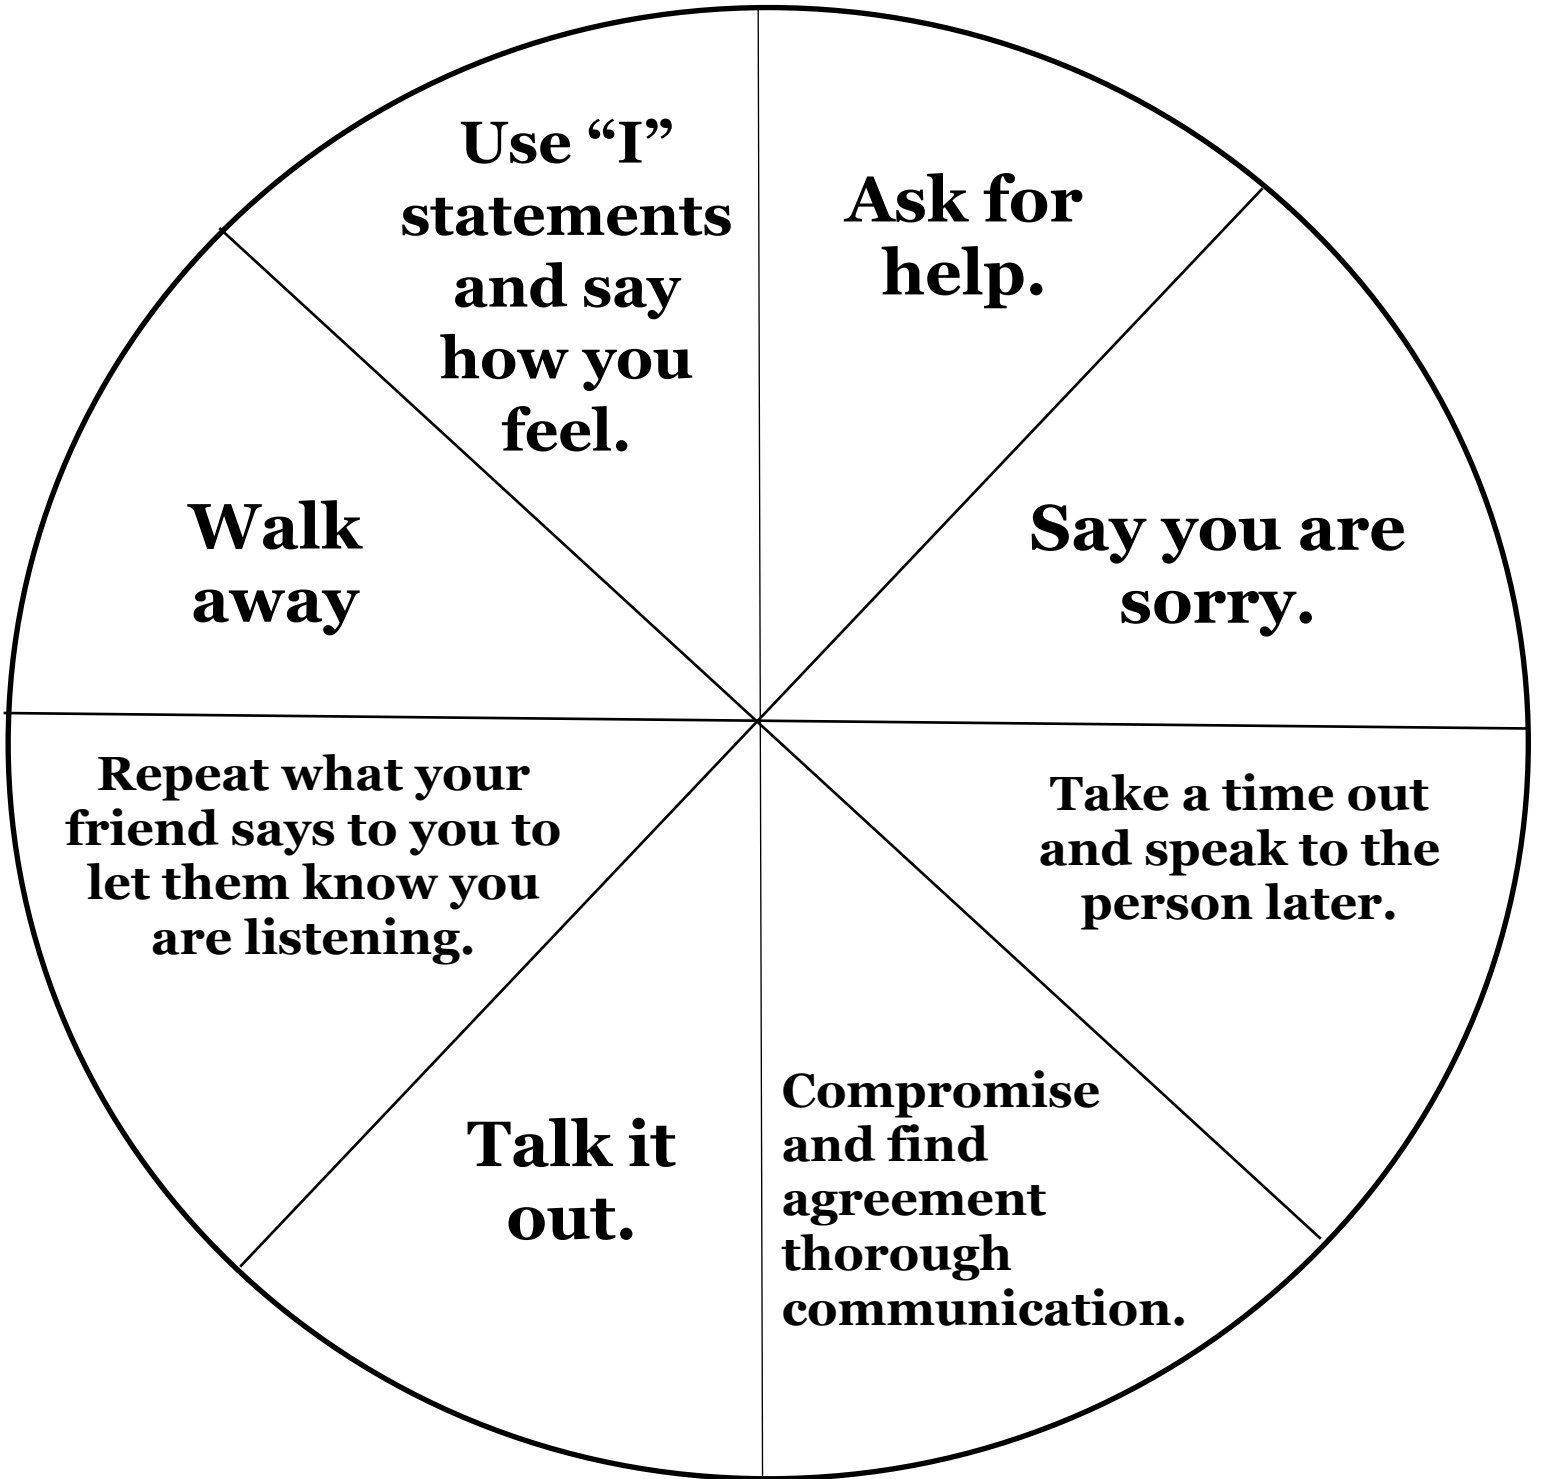 Use “I”
statements
and say
how you
feel.
Ask for
help.
Say you are
sorry.
Take a time out
and speak to the
person later.
Compromise
and find
agreement
thorough
communication.
Talk it
out.
Repeat what your
friend says to you to
let them know you
are listening.
Walk
away